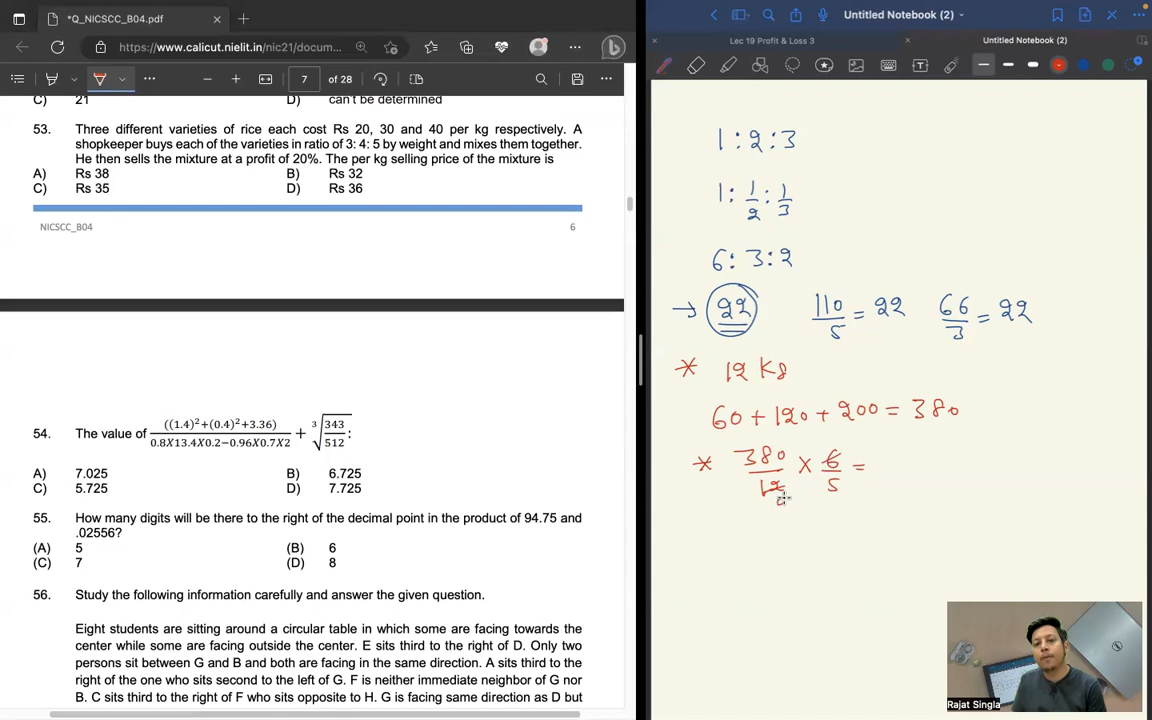 *Q_NICSCC_B04.pdf
https://www.calicut.nielit.in/nic21/docum...
7 of 28
C) 21 D) can't be determined
53. Three different varieties of rice each cost Rs 20, 30 and 40 per kg respectively. A
shopkeeper buys each of the varieties in ratio of 3: 4: 5 by weight and mixes them together.
He then sells the mixture at a profit of 20%. The per kg selling price of the mixture is
A) Rs 38 B) Rs 32
C) Rs 35 D) Rs 36
NICSCC_B04 6
54. The value of ((1.4)²+(0.4)²+3.36) / 0.8X13.4X0.2−0.96X0.7X2 + ³√343/512 :
A) 7.025 B) 6.725
C) 5.725 D) 7.725
55. How many digits will be there to the right of the decimal point in the product of 94.75 and
.02556?
(A) 5 (B) 6
(C) 7 (D) 8
56. Study the following information carefully and answer the given question.
Eight students are sitting around a circular table in which some are facing towards the
center while some are facing outside the center. E sits third to the right of D. Only two
persons sit between G and B and both are facing in the same direction. A sits third to the
right of the one who sits second to the left of G. F is neither immediate neighbor of G nor
B. C sits third to the right of F who sits opposite to H. G is facing same direction as D but
Untitled Notebook (2)
Lec 19 Profit & Loss 3
Untitled Notebook (2)
1 : 2 : 3
1 : 1/2 : 1/3
6 : 3 : 2
→ 22 110/5 = 22 66/3 = 22
* 12 Kg
60 + 120 + 200 = 380
* 380/12 × 6/5 =
Rajat Singla